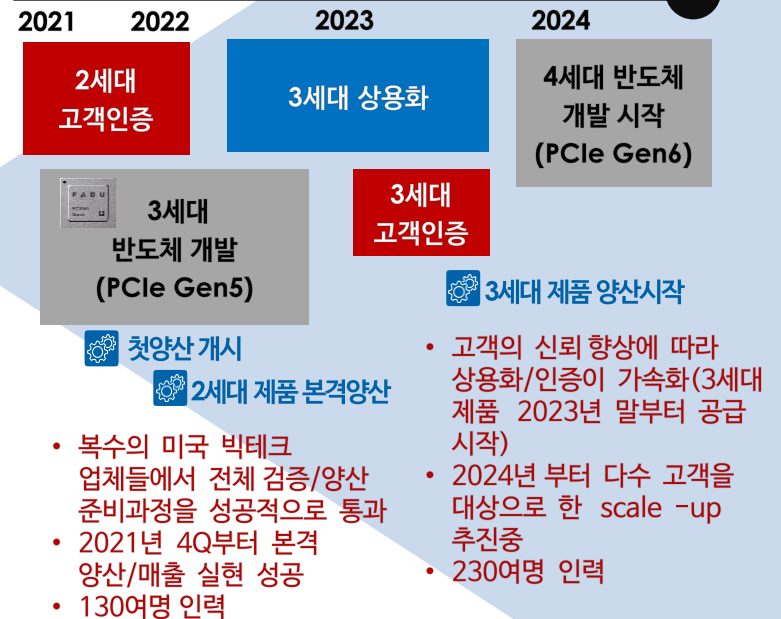 2021 2022 2023 2024
2세대
고객인증
3세대 상용화
4세대 반도체
개발 시작
(PCIe Gen6)
FADU
3세대
반도체 개발
(PCIe Gen5)
3세대
고객인증
첫양산 개시
2세대 제품 본격양산
• 복수의 미국 빅테크
업체들에서 전체 검증/양산
준비과정을 성공적으로 통과
• 2021년 4Q부터 본격
양산/매출 실현 성공
• 130여명 인력
3세대 제품 양산시작
• 고객의 신뢰 향상에 따라
상용화/인증이 가속화(3세대
제품 2023년 말부터 공급
시작)
• 2024년 부터 다수 고객을
대상으로 한 scale -up
추진중
• 230여명 인력